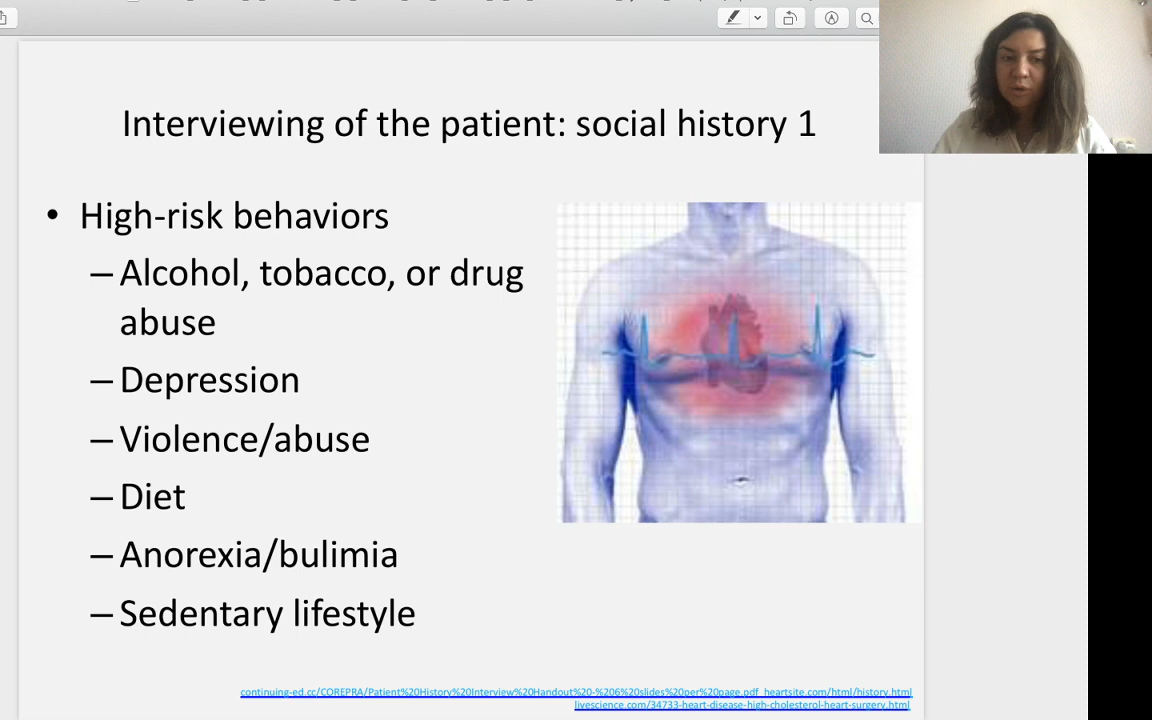 Interviewing of the patient: social history 1
• High-risk behaviors
– Alcohol, tobacco, or drug
abuse
– Depression
– Violence/abuse
– Diet
– Anorexia/bulimia
– Sedentary lifestyle
continuing-ed.cc/COREPRA/Patient%20History%20Interview%20Handout%20-%206%20slides%20per%20page.pdf heartsite.com/html/history.html
livescience.com/34733-heart-disease-high-cholesterol-heart-surgery.html